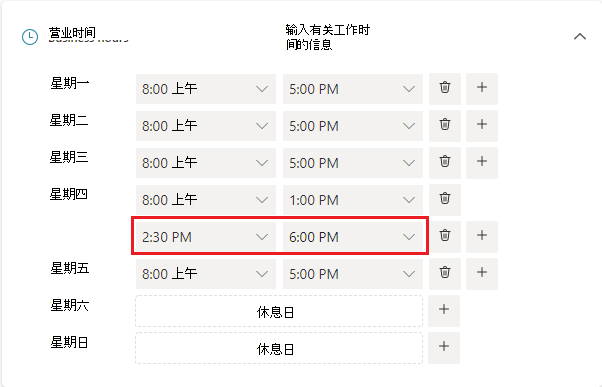 营业时间
输入有关工作时
间的信息
星期一 8:00 上午 5:00 PM
星期二 8:00 上午 5:00 PM
星期三 8:00 上午 5:00 PM
星期四 8:00 上午 1:00 PM
2:30 PM 6:00 PM
星期五 8:00 上午 5:00 PM
星期六 休息日
星期日 休息日